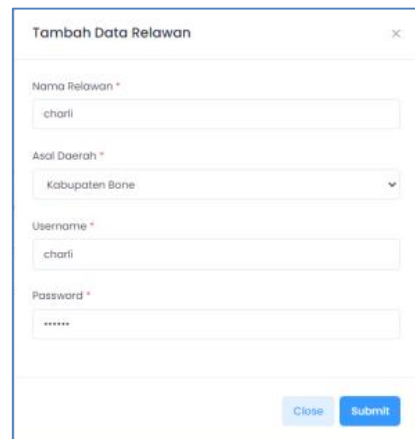 Tambah Data Relawan ×
Nama Relawan *
charli
Asal Daerah *
Kabupaten Bone
Username *
charli
Password *
••••••
Close Submit